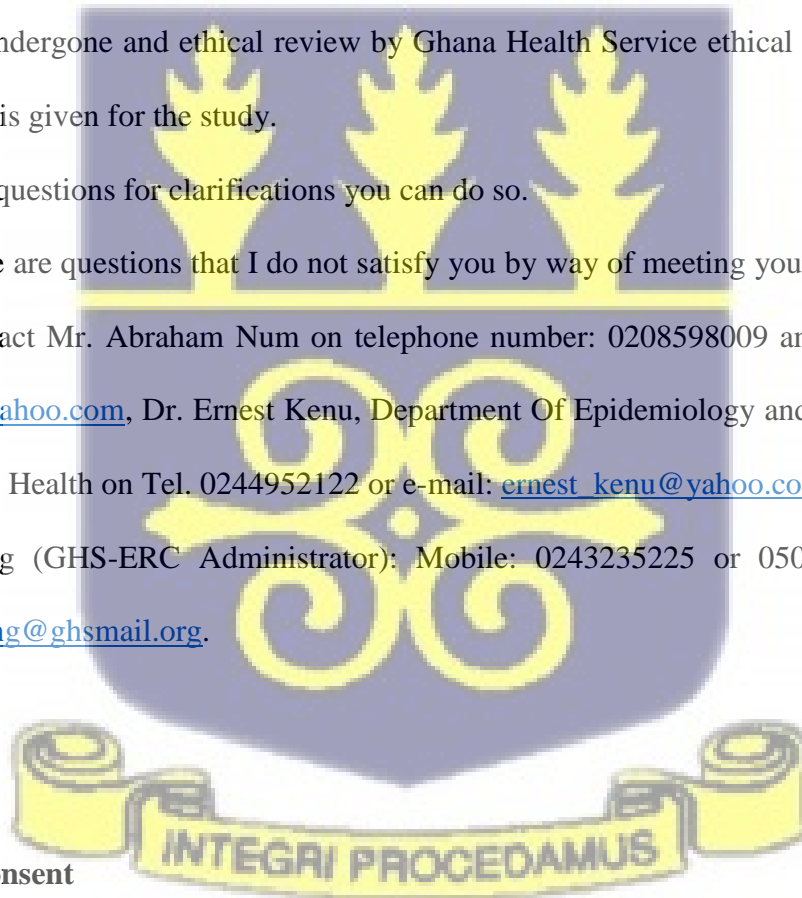 ndergone and ethical review by Ghana Health Service ethical
is given for the study.
questions for clarifications you can do so.
e are questions that I do not satisfy you by way of meeting you
act Mr. Abraham Num on telephone number: 0208598009 an
ahoo.com, Dr. Ernest Kenu, Department Of Epidemiology and
Health on Tel. 0244952122 or e-mail: ernest_kenu@yahoo.co
g (GHS-ERC Administrator): Mobile: 0243235225 or 050
ng@ghsmail.org.
INTEGRI PROCEDAMUS
onsent